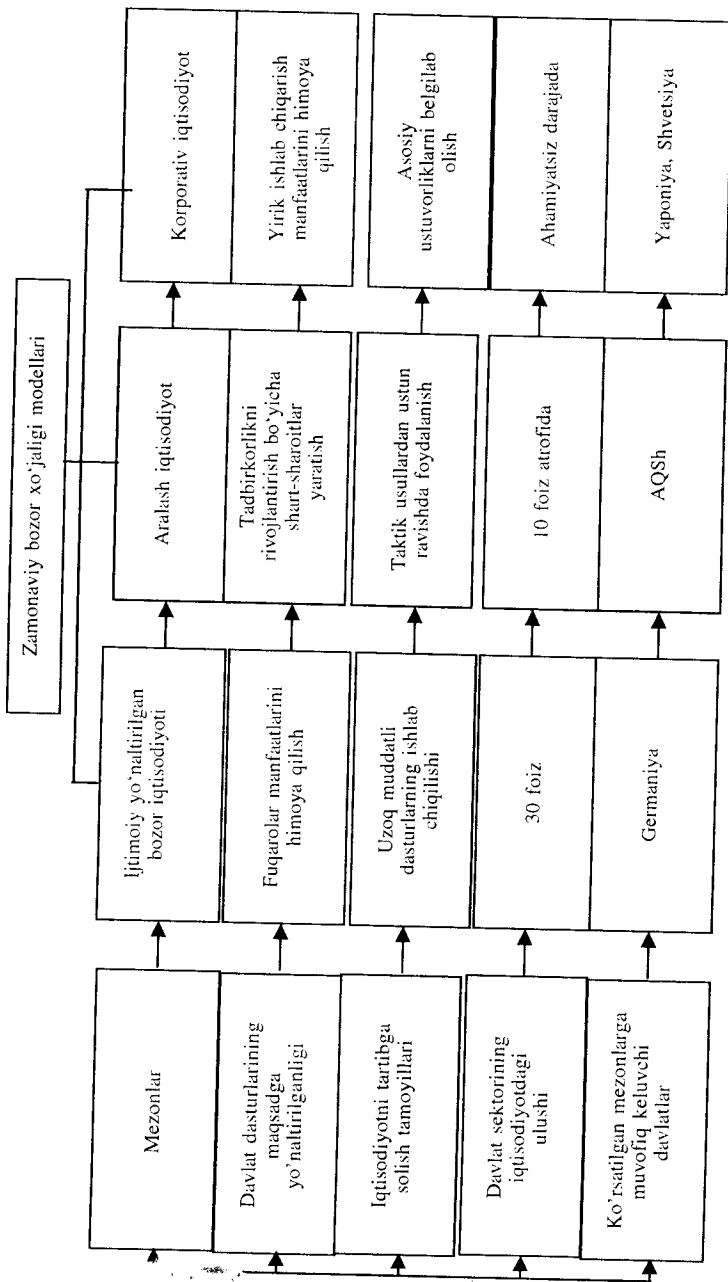 Zamonaviy bozor xo'jaligi modellari
Mezonlar
Ijtimoiy yo'naltirilgan
bozor iqtisodiyoti
Aralash iqtisodiyot
Korporativ iqtisodiyot
Davlat dasturlarining
maqsadga
yo'naltirilganligi
Fuqarolar manfaatlarini
himoya qilish
Tadbirkorlikni
rivojlantirish bo'yicha
shart-sharoitlar
yaratish
Yirik ishlab chiqarish
manfaatlarini himoya
qilish
Iqtisodiyotni tartibga
solish tamoyillari
Uzoq muddatli
dasturlarning ishlab
chiqilishi
Taktik usullardan ustun
ravishda foydalanish
Asosiy
ustuvorliklarni belgilab
olish
Davlat sektorining
iqtisodiyotdagi
ulushi
30 foiz
10 foiz atrofida
Ahamiyatsiz darajada
Ko'rsatilgan mezonlarga
muvofiq keluvchi
davlatlar
Germaniya
AQSh
Yaponiya, Shvetsiya